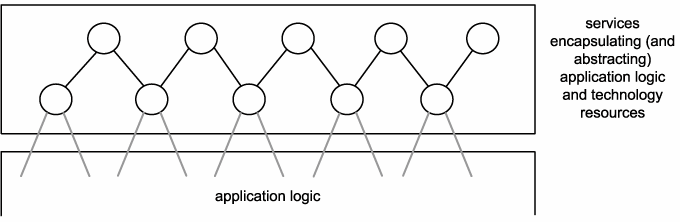 services
encapsulating (and
abstracting)
application logic
and technology
resources
application logic